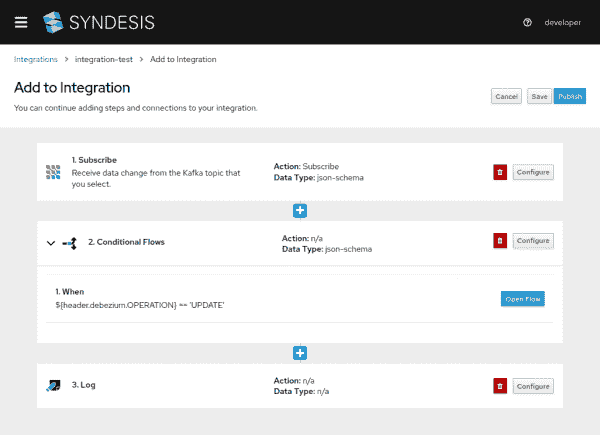 SYNDESIS
developer
Integrations > integration-test > Add to Integration
Add to Integration
You can continue adding steps and connections to your integration.
Cancel Save Publish
1. Subscribe
Receive data change from the Kafka topic that
you select.
Action: Subscribe
Data Type: json-schema
Configure
2. Conditional Flows
Action: n/a
Data Type: json-schema
Configure
1. When
${header.debezium.OPERATION} == 'UPDATE'
Open Flow
3. Log
Action: n/a
Data Type: n/a
Configure